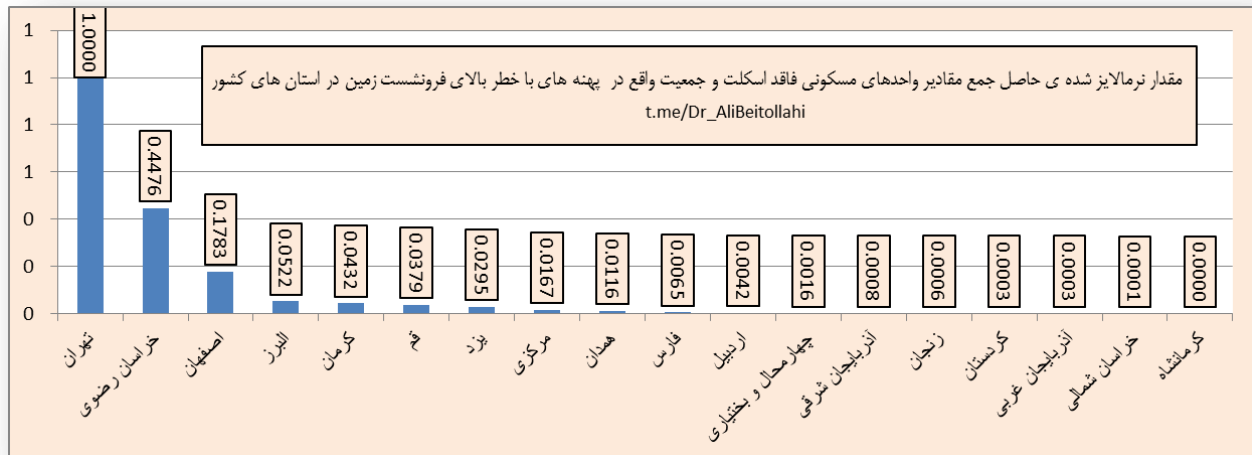 مقدار نرمالایز شده ی حاصل جمع مقادیر واحدهای مسکونی فاقد اسکلت و جمعیت واقع در پهنه های با خطر بالای فرونشست زمین در استان های کشور
t.me/Dr_AliBeitollahi
1
1
1
1
0
0
0
1.0000
0.4476
0.1783
0.0522
0.0432
0.0379
0.0295
0.0167
0.0116
0.0065
0.0042
0.0016
0.0008
0.0006
0.0003
0.0003
0.0001
0.0000
تهران
خراسان رضوی
اصفهان
البرز
کرمان
قم
یزد
مرکزی
همدان
فارس
اردبیل
چهارمحال و بختیاری
آذربایجان شرقی
زنجان
کردستان
آذربایجان غربی
خراسان شمالی
کرمانشاه